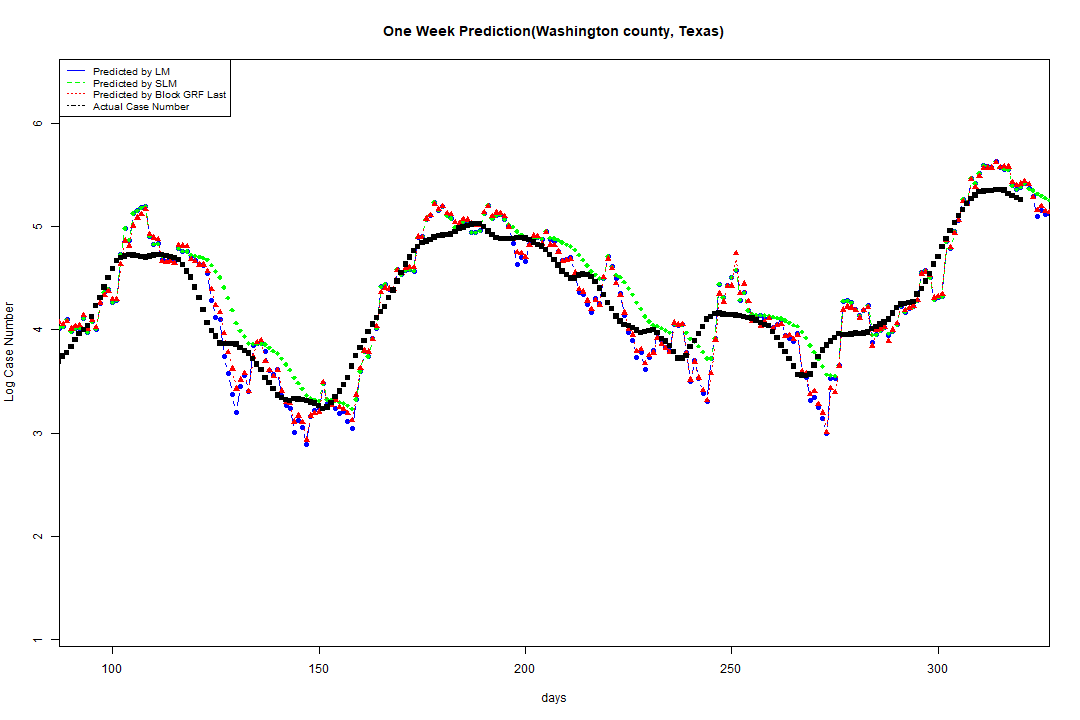 One Week Prediction(Washington county, Texas)
Predicted by LM
Predicted by SLM
Predicted by Block GRF Last
Actual Case Number
Log Case Number
6
5
4
3
2
1
100 150 200 250 300
days